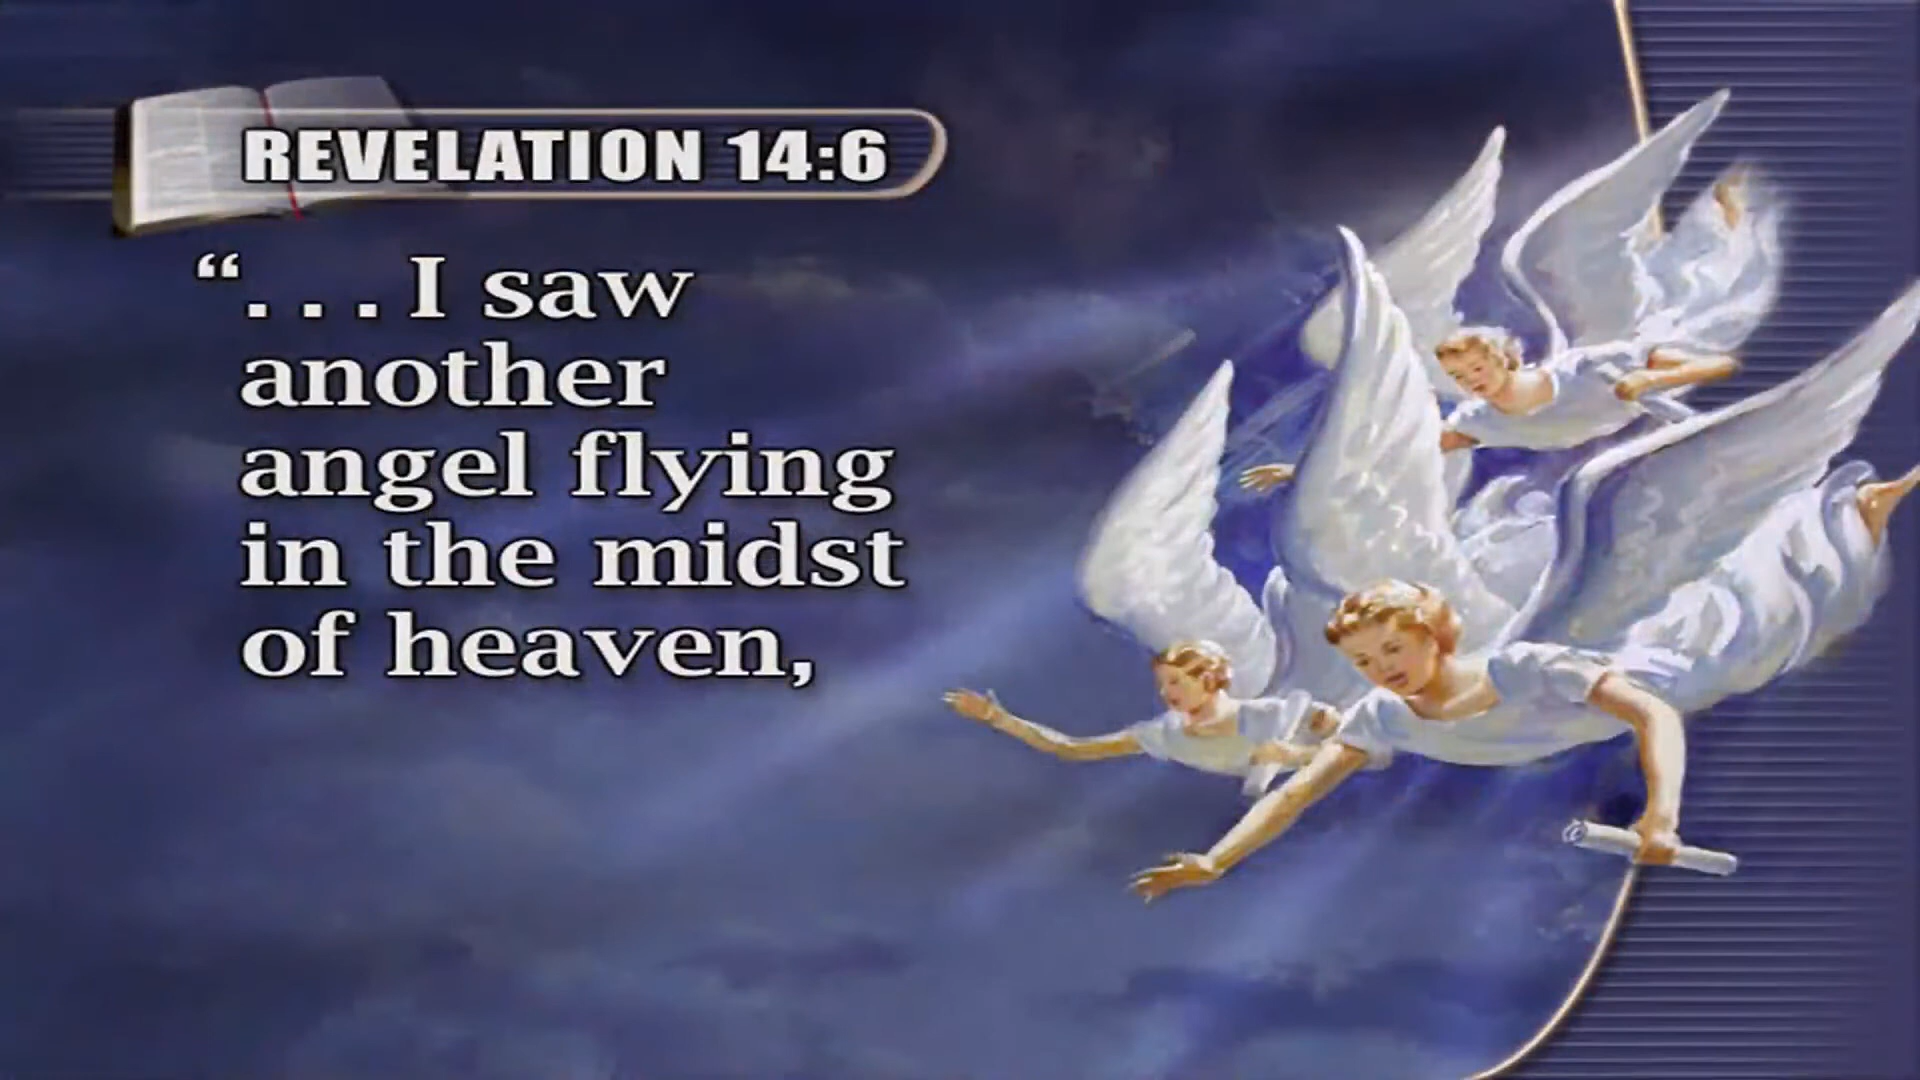 REVELATION 14:6
“. . . I saw
another
angel flying
in the midst
of heaven,